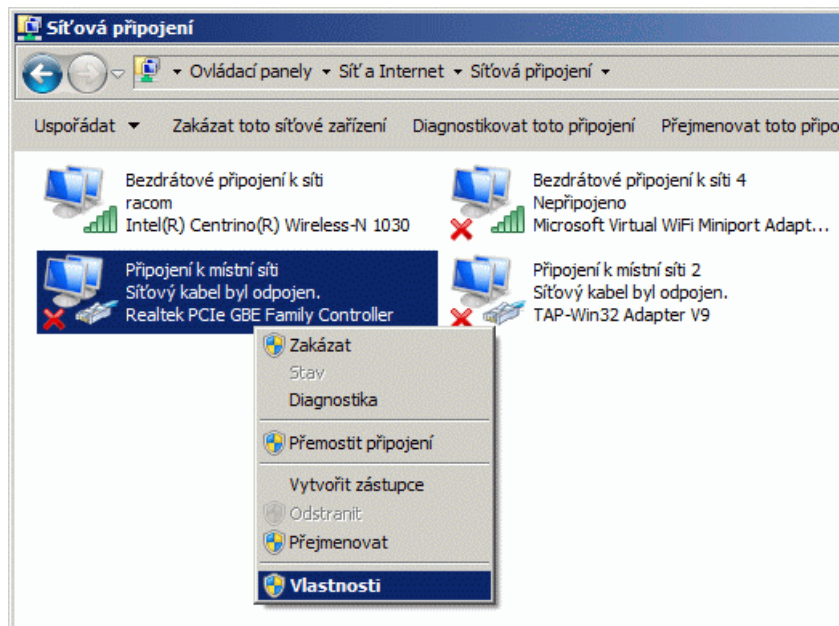 Síťová připojení
Ovládací panely Síť a Internet Síťová připojení
Uspořádat Zakázat toto síťové zařízení Diagnostikovat toto připojení Přejmenovat toto připo
Bezdrátové připojení k síti
racom
Intel(R) Centrino(R) Wireless-N 1030
Bezdrátové připojení k síti 4
Nepřipojeno
Microsoft Virtual WiFi Miniport Adapt...
Připojení k místní síti
Síťový kabel byl odpojen.
Realtek PCIe GBE Family Controller
Připojení k místní síti 2
Síťový kabel byl odpojen.
TAP-Win32 Adapter V9
Zakázat
Stav
Diagnostika
Přemostit připojení
Vytvořit zástupce
Odstranit
Přejmenovat
Vlastnosti